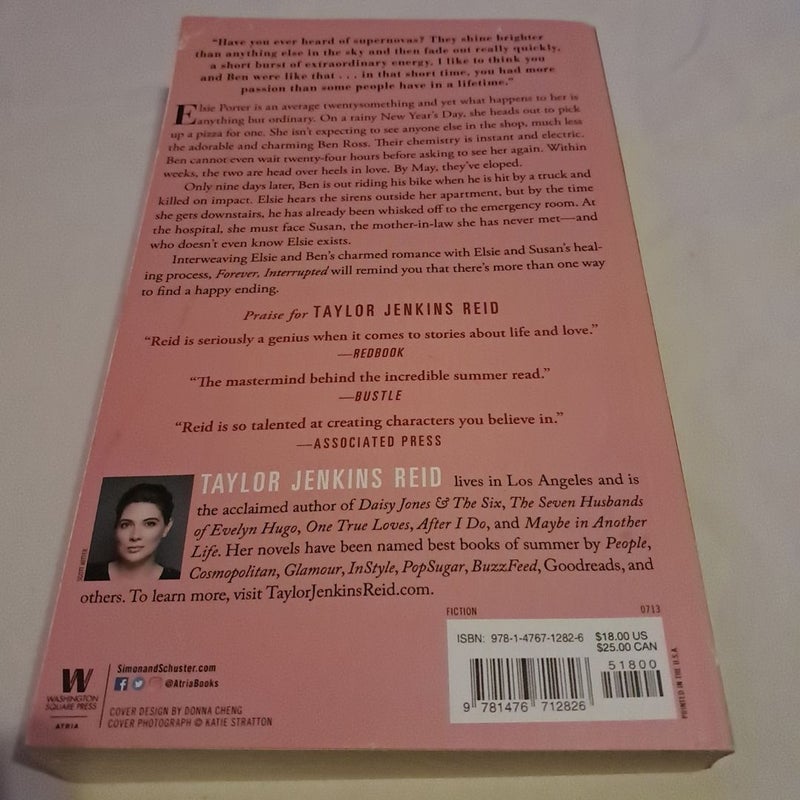 "Have you ever heard of supernovas? They shine brighter
than anything else in the sky and then fade out really quickly,
a short burst of extraordinary energy. I like to think you
and Ben were like that . . . in that short time, you had more
passion than some people have in a lifetime."
Elsie Porter is an average twentysomething and yet what happens to her is
anything but ordinary. On a rainy New Year's Day, she heads out to pick
up a pizza for one. She isn't expecting to see anyone else in the shop, much less
the adorable and charming Ben Ross. Their chemistry is instant and electric.
Ben cannot even wait twenty-four hours before asking to see her again. Within
weeks, the two are head over heels in love. By May, they've eloped.
Only nine days later, Ben is out riding his bike when he is hit by a truck and
killed on impact. Elsie hears the sirens outside her apartment, but by the time
she gets downstairs, he has already been whisked off to the emergency room. At
the hospital, she must face Susan, the mother-in-law she has never met—and
who doesn't even know Elsie exists.
Interweaving Elsie and Ben's charmed romance with Elsie and Susan's heal-
ing process, Forever, Interrupted will remind you that there's more than one way
to find a happy ending.
Praise for TAYLOR JENKINS REID
"Reid is seriously a genius when it comes to stories about life and love."
—REDBOOK
"The mastermind behind the incredible summer read."
—BUSTLE
"Reid is so talented at creating characters you believe in."
—ASSOCIATED PRESS
TAYLOR JENKINS REID lives in Los Angeles and is
the acclaimed author of Daisy Jones & The Six, The Seven Husbands
of Evelyn Hugo, One True Loves, After I Do, and Maybe in Another
Life. Her novels have been named best books of summer by People,
Cosmopolitan, Glamour, InStyle, PopSugar, BuzzFeed, Goodreads, and
others. To learn more, visit TaylorJenkinsReid.com.
FICTION 0713
ISBN: 978-1-4767-1282-6 $18.00 US
$25.00 CAN
51800
9 781476 712826
PRINTED IN THE U.S.A.
W
WASHINGTON
SQUARE PRESS
ATRIA
SimonandSchuster.com
@AtriaBooks
COVER DESIGN BY DONNA CHENG
COVER PHOTOGRAPH © KATIE STRATTON